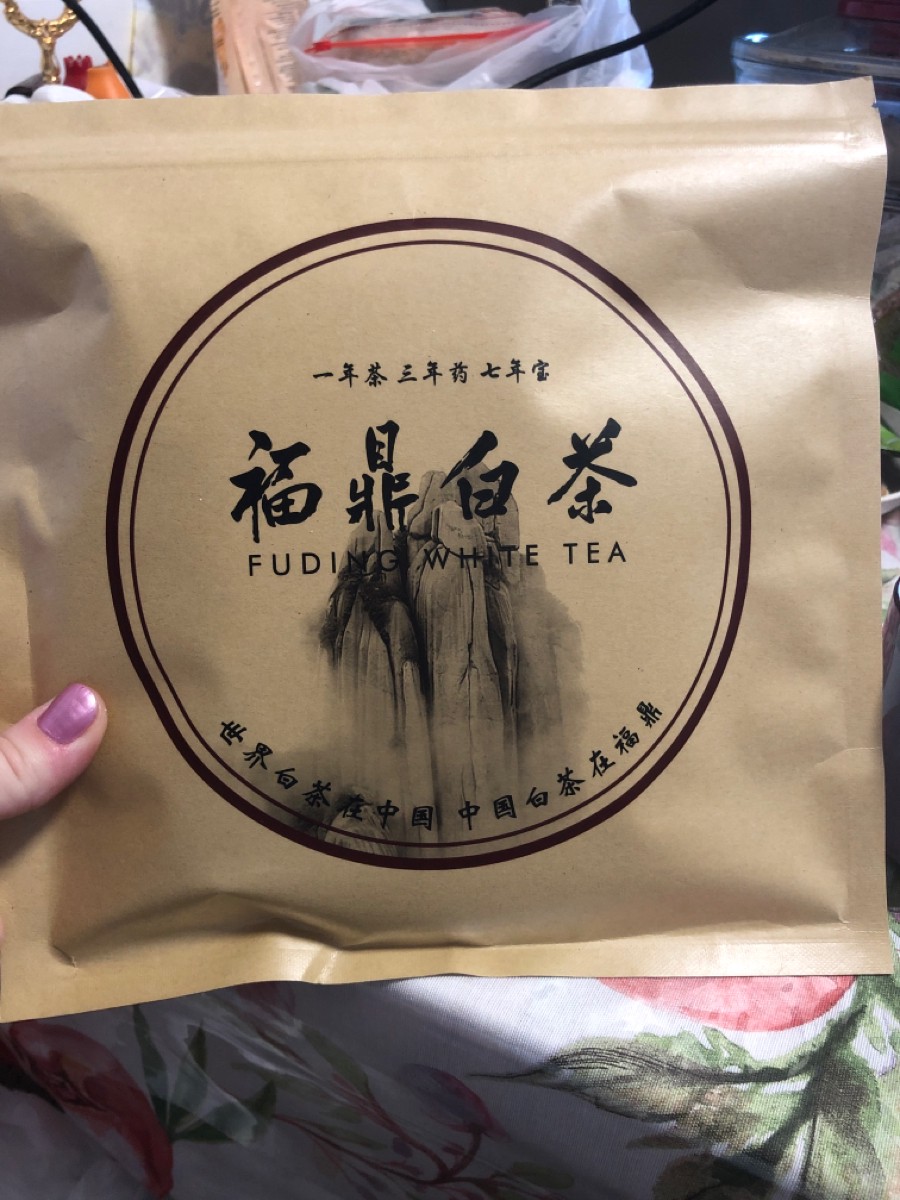 一年茶 三年药 七年宝
福鼎白茶
FUDING WHITE TEA
世界白茶在中国 中国白茶在福鼎